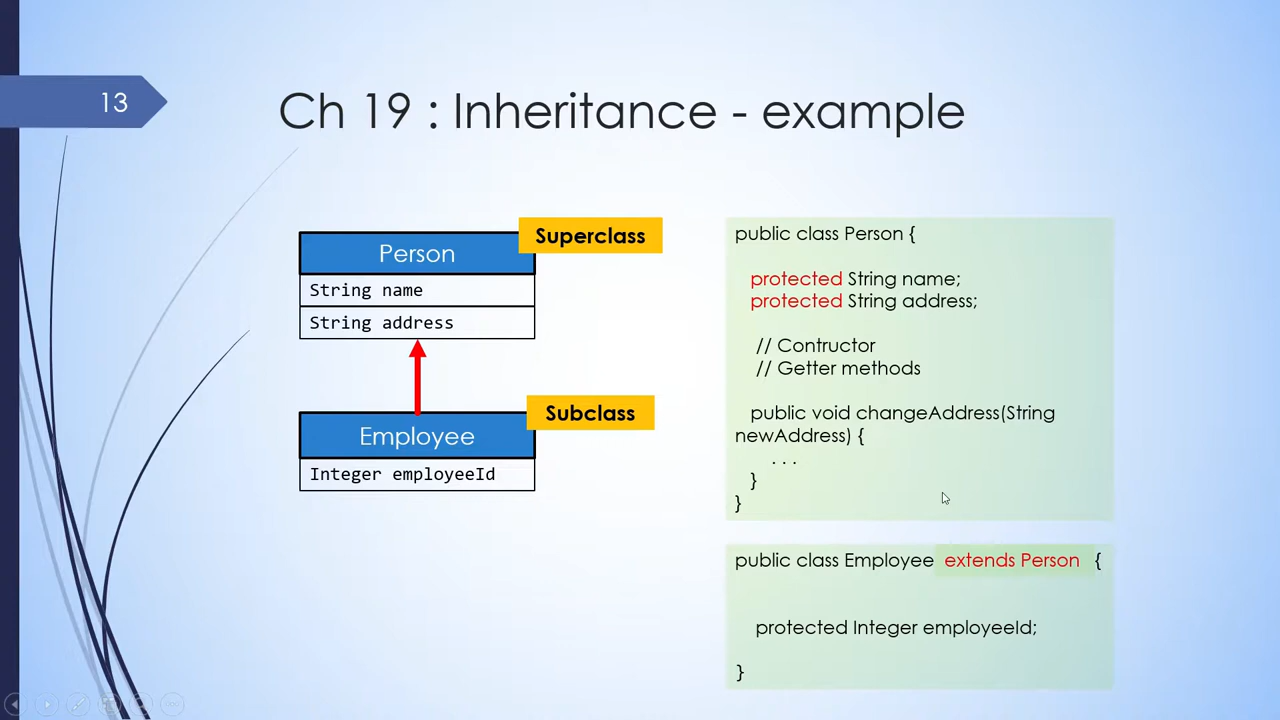 13
Ch 19 : Inheritance - example
Superclass
Person
String name
String address
Subclass
Employee
Integer employeeId
public class Person {
protected String name;
protected String address;
// Contructor
// Getter methods
public void changeAddress(String
newAddress) {
. . .
}
}
public class Employee extends Person {
protected Integer employeeId;
}